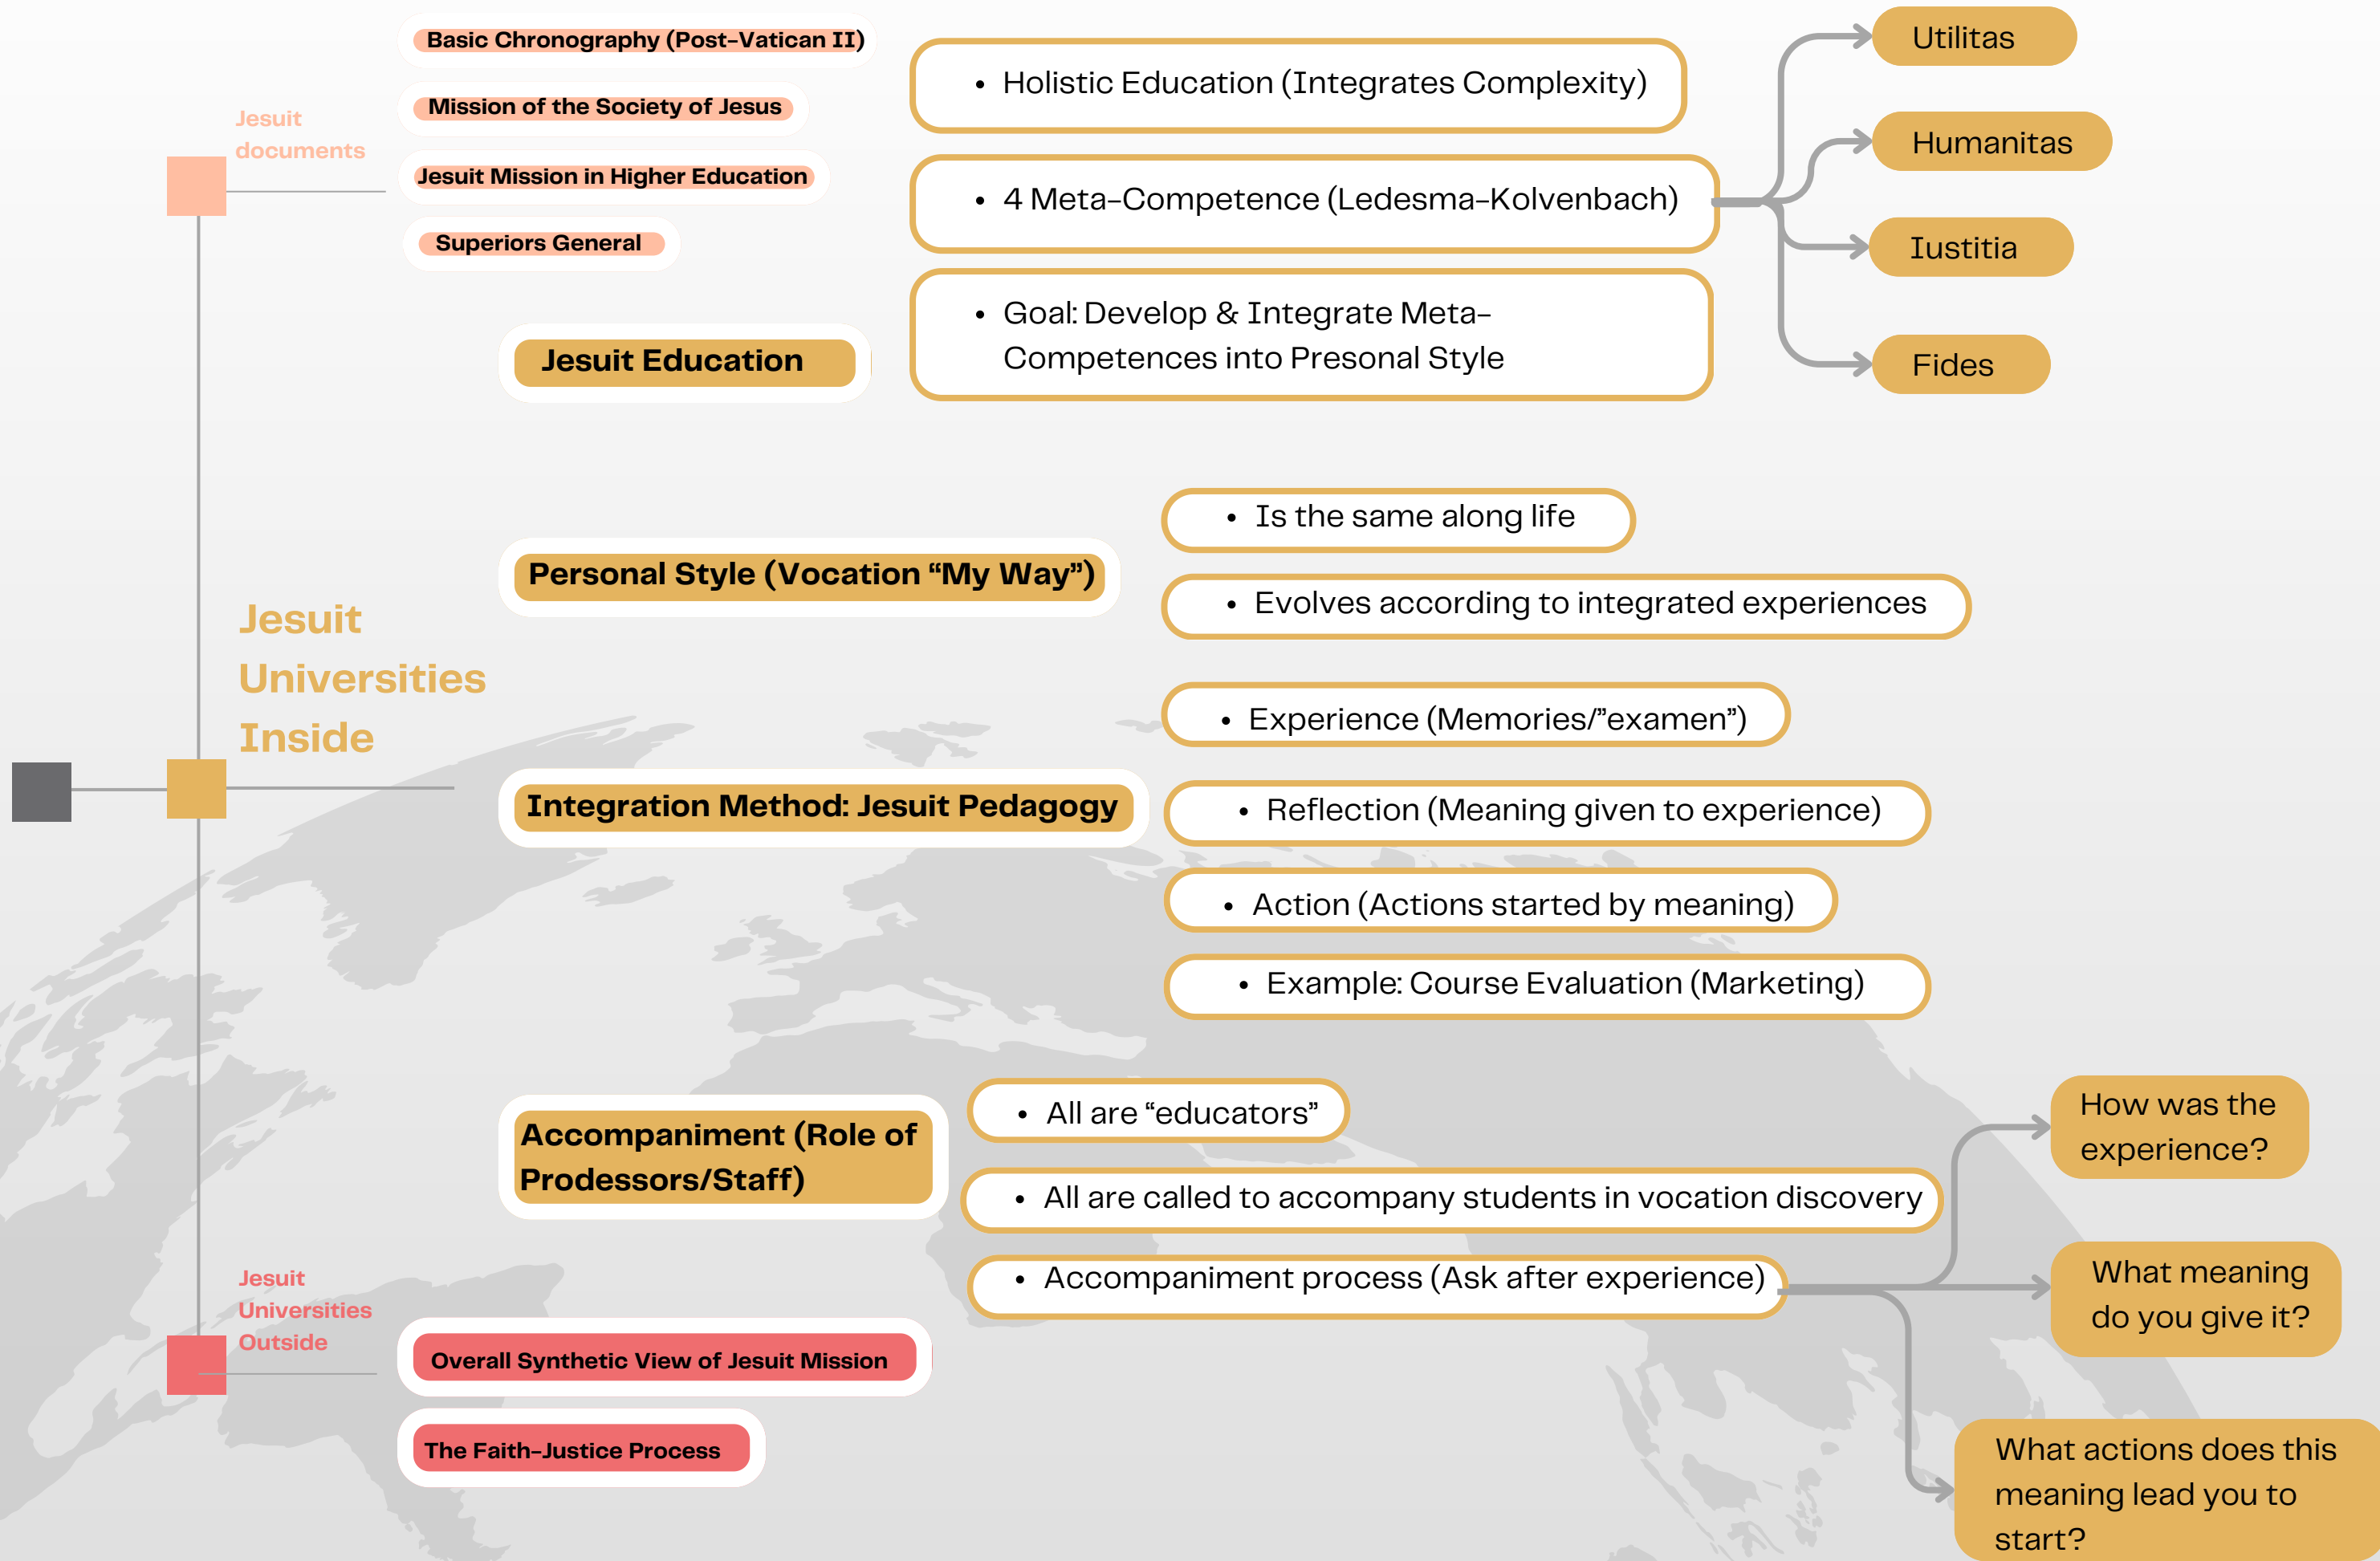 Jesuit
documents
Basic Chronography (Post-Vatican II)
Mission of the Society of Jesus
Jesuit Mission in Higher Education
Superiors General
Jesuit
Universities
Inside
Jesuit Education
• Holistic Education (Integrates Complexity)
• 4 Meta-Competence (Ledesma-Kolvenbach)
Utilitas
Humanitas
Iustitia
Fides
• Goal: Develop & Integrate Meta-
Competences into Presonal Style
Personal Style (Vocation “My Way”)
• Is the same along life
• Evolves according to integrated experiences
Integration Method: Jesuit Pedagogy
• Experience (Memories/”examen”)
• Reflection (Meaning given to experience)
• Action (Actions started by meaning)
• Example: Course Evaluation (Marketing)
Accompaniment (Role of
Prodessors/Staff)
• All are “educators”
• All are called to accompany students in vocation discovery
• Accompaniment process (Ask after experience)
How was the
experience?
What meaning
do you give it?
What actions does this
meaning lead you to
start?
Jesuit
Universities
Outside
Overall Synthetic View of Jesuit Mission
The Faith-Justice Process